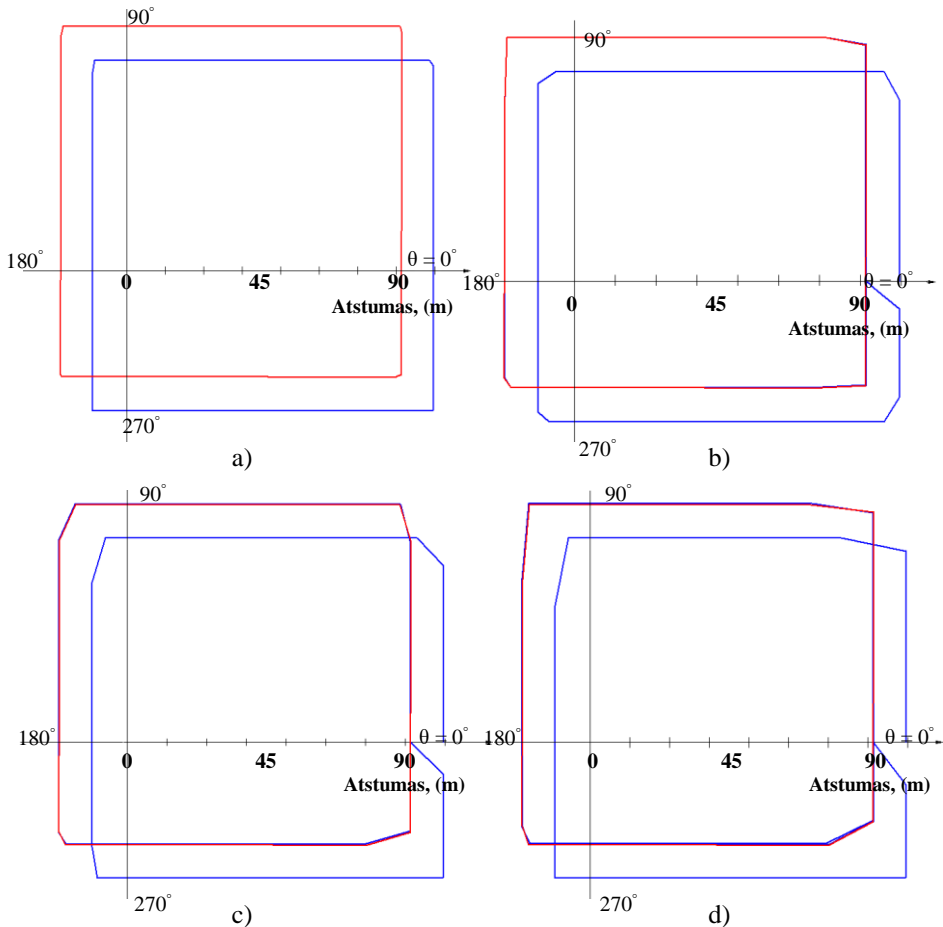 90°
180°
θ = 0°
0 45 90
Atstumas, (m)
270°
a)
90°
180°
θ = 0°
0 45 90
Atstumas, (m)
270°
b)
90°
180°
θ = 0°
0 45 90
Atstumas, (m)
270°
c)
90°
180°
θ = 0°
0 45 90
Atstumas, (m)
270°
d)